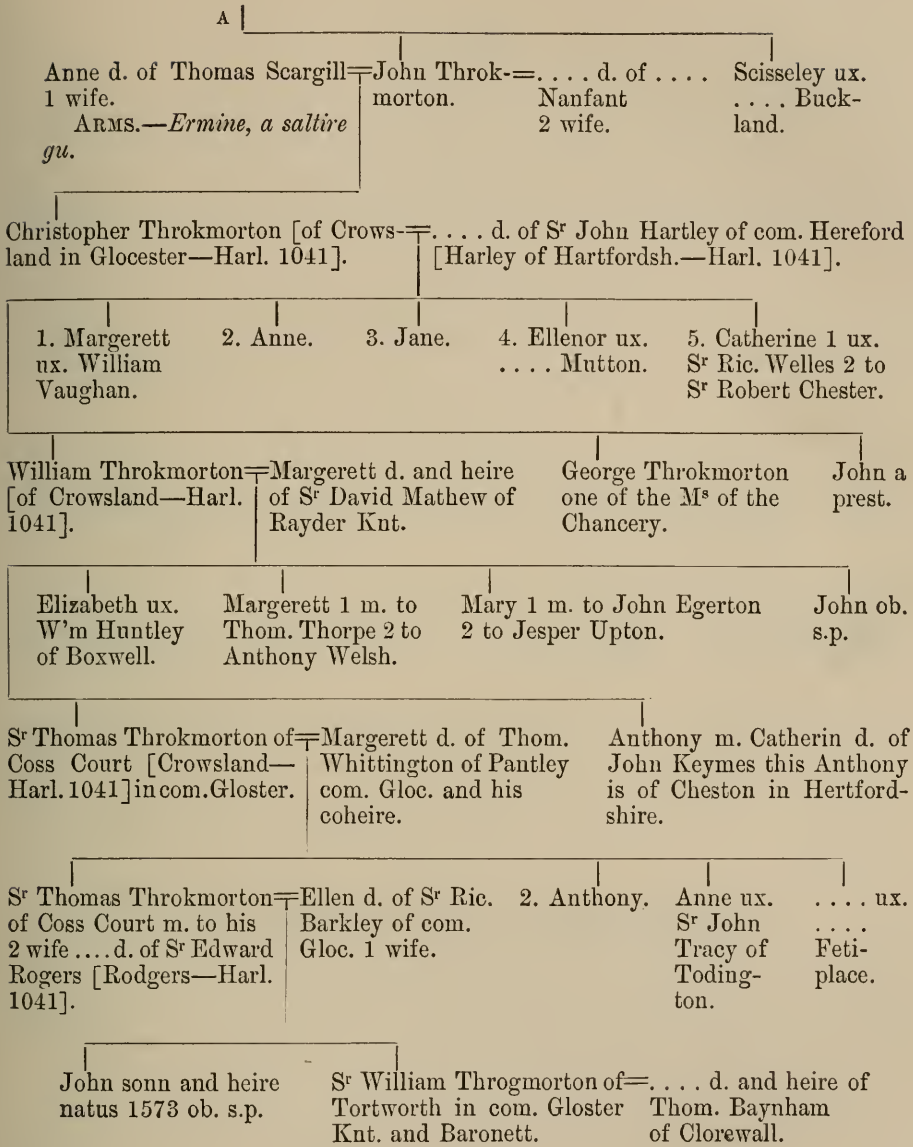 A
Anne d. of Thomas Scargill=John Throk-=. . . . d. of . . . . Scisseley ux.
1 wife. morton. Nanfant . . . . Buck-
ARMS.—Ermine, a saltire 2 wife. land.
gu.
Christopher Throkmorton [of Crows-=. . . . d. of Sr John Hartley of com. Hereford
land in Glocester—Harl. 1041]. [Harley of Hartfordsh.—Harl. 1041].
1. Margerett 2. Anne. 3. Jane. 4. Ellenor ux. 5. Catherine 1 ux.
ux. William . . . . Mutton. Sr Ric. Welles 2 to
Vaughan. Sr Robert Chester.
William Throkmorton=Margerett d. and heire George Throkmorton John a
[of Crowsland—Harl. of Sr David Mathew of one of the Ms of the prest.
1041]. Rayder Knt. Chancery.
Elizabeth ux. Margerett 1 m. to Mary 1 m. to John Egerton John ob.
W'm Huntley Thom. Thorpe 2 to 2 to Jesper Upton. s.p.
of Boxwell. Anthony Welsh.
Sr Thomas Throkmorton of=Margerett d. of Thom. Anthony m. Catherin d. of
Coss Court [Crowsland— Whittington of Pantley John Keymes this Anthony
Harl. 1041] in com. Gloster. com. Gloc. and his is of Cheston in Hertford-
coheire. shire.
Sr Thomas Throkmorton=Ellen d. of Sr Ric. 2. Anthony. Anne ux. . . . . ux.
of Coss Court m. to his Barkley of com. Sr John . . . .
2 wife . . . . d. of Sr Edward Gloc. 1 wife. Tracy of Feti-
Rogers [Rodgers—Harl. Toding- place.
1041]. ton.
John sonn and heire Sr William Throgmorton of=. . . . d. and heire of
natus 1573 ob. s.p. Tortworth in com. Gloster Thom. Baynham
Knt. and Baronett. of Clorewall.